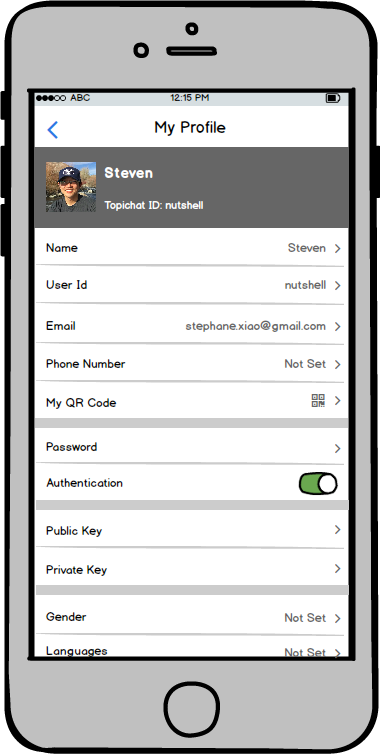 ABC 12:15 PM
My Profile
Steven
Topichat ID: nutshell
Name Steven
User Id nutshell
Email stephane.xiao@gmail.com
Phone Number Not Set
My QR Code
Password
Authentication
Public Key
Private Key
Gender Not Set
Languages Not Set